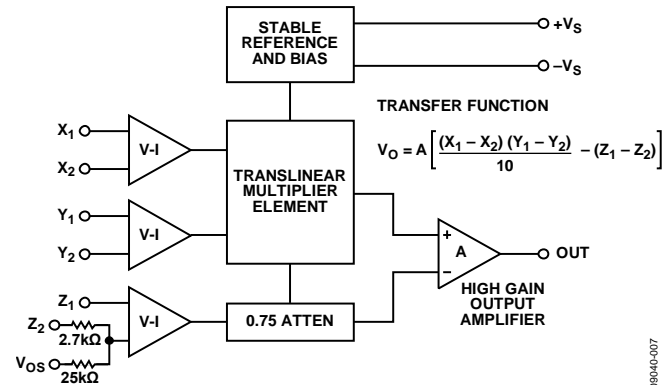 STABLE
REFERENCE
AND BIAS
+VS
–VS
TRANSFER FUNCTION
VO = A [ (X1 – X2) (Y1 – Y2) / 10 – (Z1 – Z2) ]
X1
X2
V-I
TRANSLINEAR
MULTIPLIER
ELEMENT
Y1
Y2
V-I
+
–
A
OUT
HIGH GAIN
OUTPUT
AMPLIFIER
Z1
Z2
2.7kΩ
VOS
25kΩ
V-I
0.75 ATTEN
09040-007